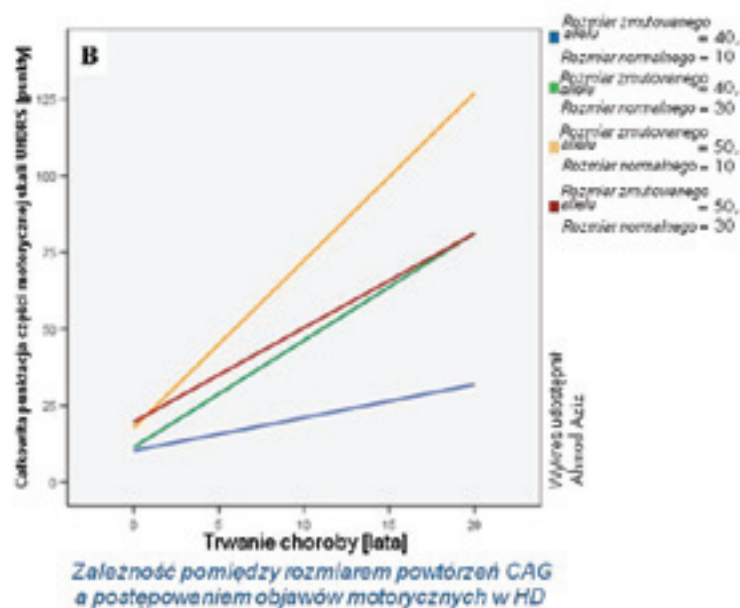 B
Całkowita punktacja części motorycznej skali UHDRS [punkty]
125
100
75
50
25
0
0
5
10
15
20
Trwanie choroby [lata]
Rozmiar zmutowanego
allelu = 40,
Rozmiar normalnego = 10
Rozmiar zmutowanego
allelu = 40,
Rozmiar normalnego = 30
Rozmiar zmutowanego
allelu = 50,
Rozmiar normalnego = 10
Rozmiar zmutowanego
allelu = 50,
Rozmiar normalnego = 30
Wykres udostępnił
Ahmad Aziz
Zależność pomiędzy rozmiarem powtórzeń CAG
a postępowaniem objawów motorycznych w HD